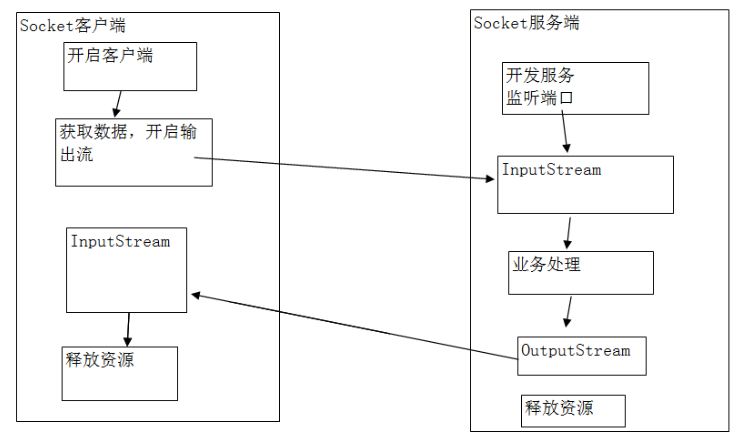 Socket客户端
开启客户端
获取数据，开启输
出流
InputStream
释放资源
Socket服务端
开发服务
监听端口
InputStream
业务处理
OutputStream
释放资源